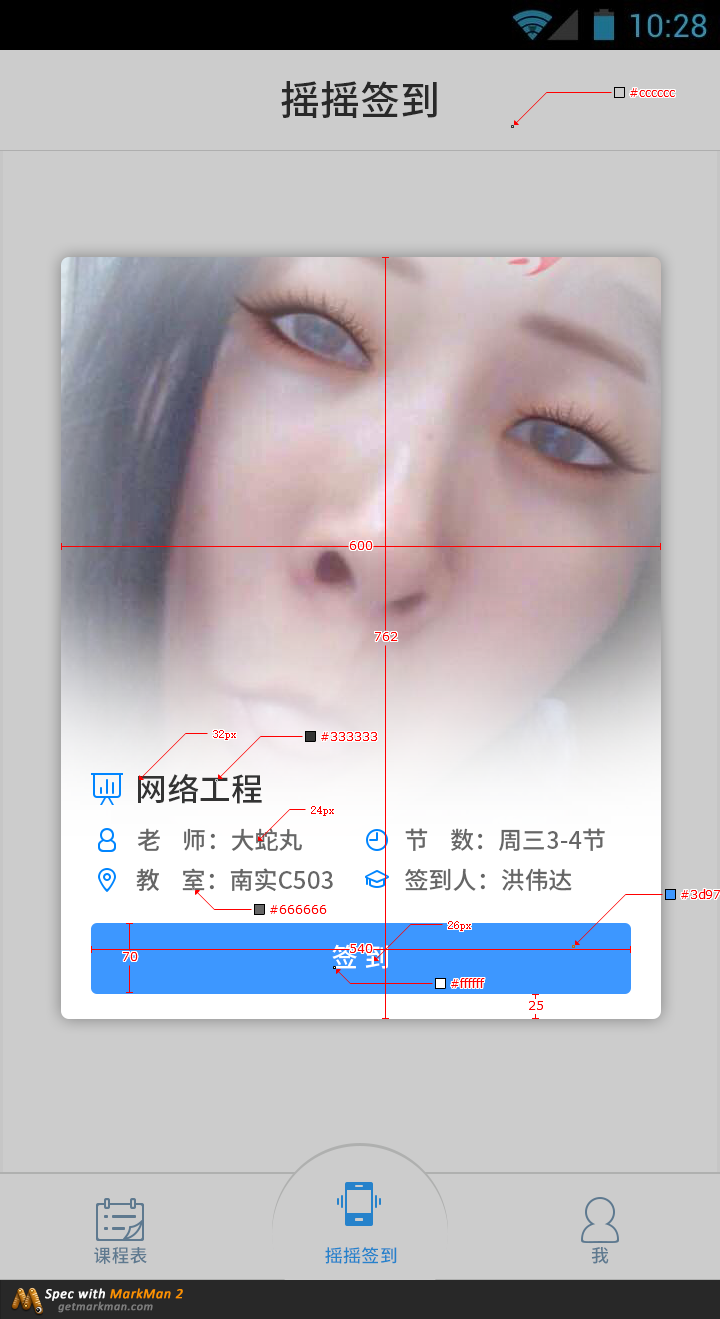 10:28
摇摇签到
#cccccc
600
762
32px
#333333
网络工程
24px
老 师：大蛇丸
节 数：周三3-4节
教 室：南实C503
签到人：洪伟达
#3d97
#666666
26px
540
70
签 到
#ffffff
25
课程表
摇摇签到
我
Spec with MarkMan 2
getmarkman.com